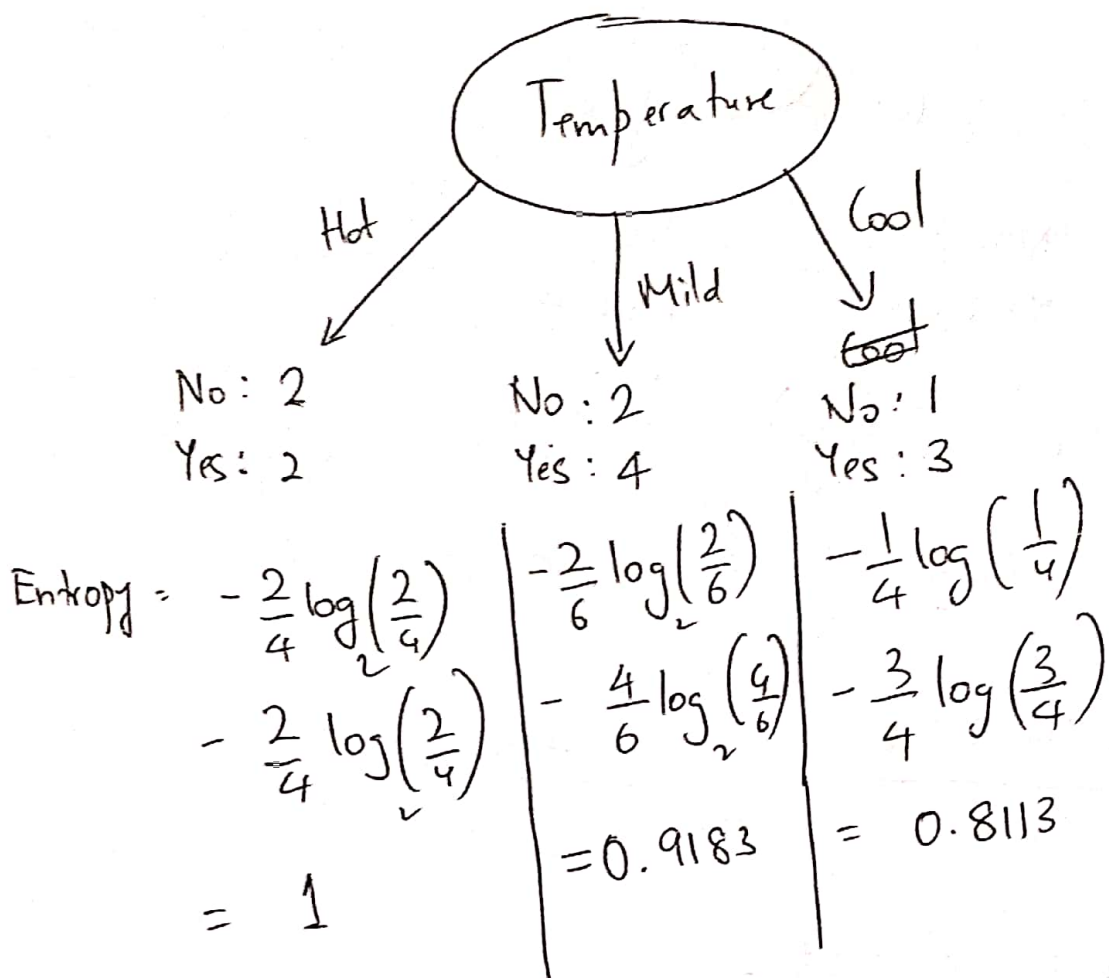 Temperature
Hot
Mild
Cool
Cool
No: 2
Yes: 2
No: 2
Yes: 4
No: 1
Yes: 3
Entropy = - 2/4 log₂(2/4)
- 2/4 log₂(2/4)
= 1
- 2/6 log₂(2/6)
- 4/6 log₂(4/6)
= 0.9183
- 1/4 log(1/4)
- 3/4 log(3/4)
= 0.8113